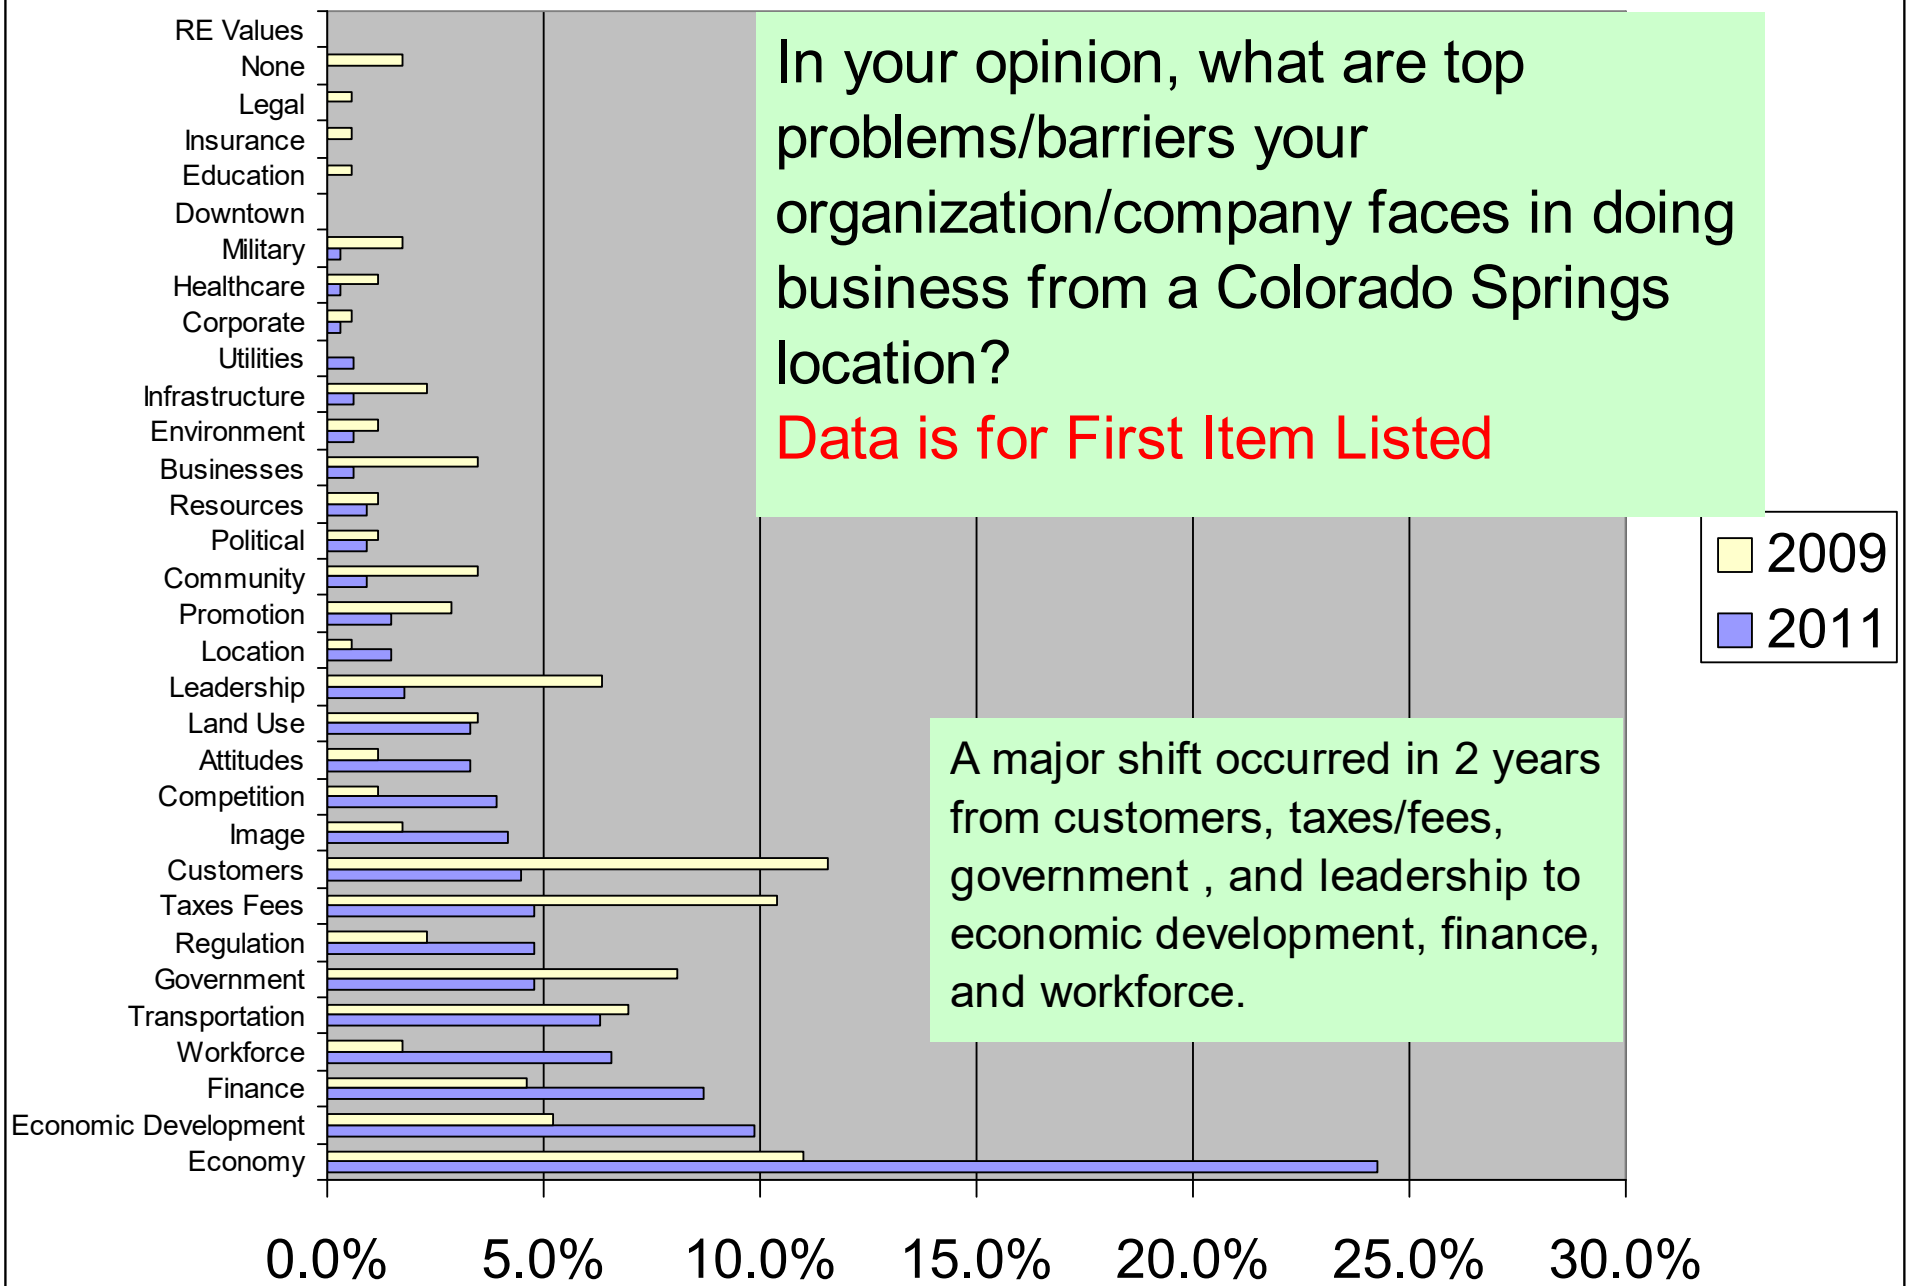 RE Values
None
Legal
Insurance
Education
Downtown
Military
Healthcare
Corporate
Utilities
Infrastructure
Environment
Businesses
Resources
Political
Community
Promotion
Location
Leadership
Land Use
Attitudes
Competition
Image
Customers
Taxes Fees
Regulation
Government
Transportation
Workforce
Finance
Economic Development
Economy
0.0% 5.0% 10.0% 15.0% 20.0% 25.0% 30.0%
In your opinion, what are top
problems/barriers your
organization/company faces in doing
business from a Colorado Springs
location?
Data is for First Item Listed
2009
2011
A major shift occurred in 2 years
from customers, taxes/fees,
government , and leadership to
economic development, finance,
and workforce.